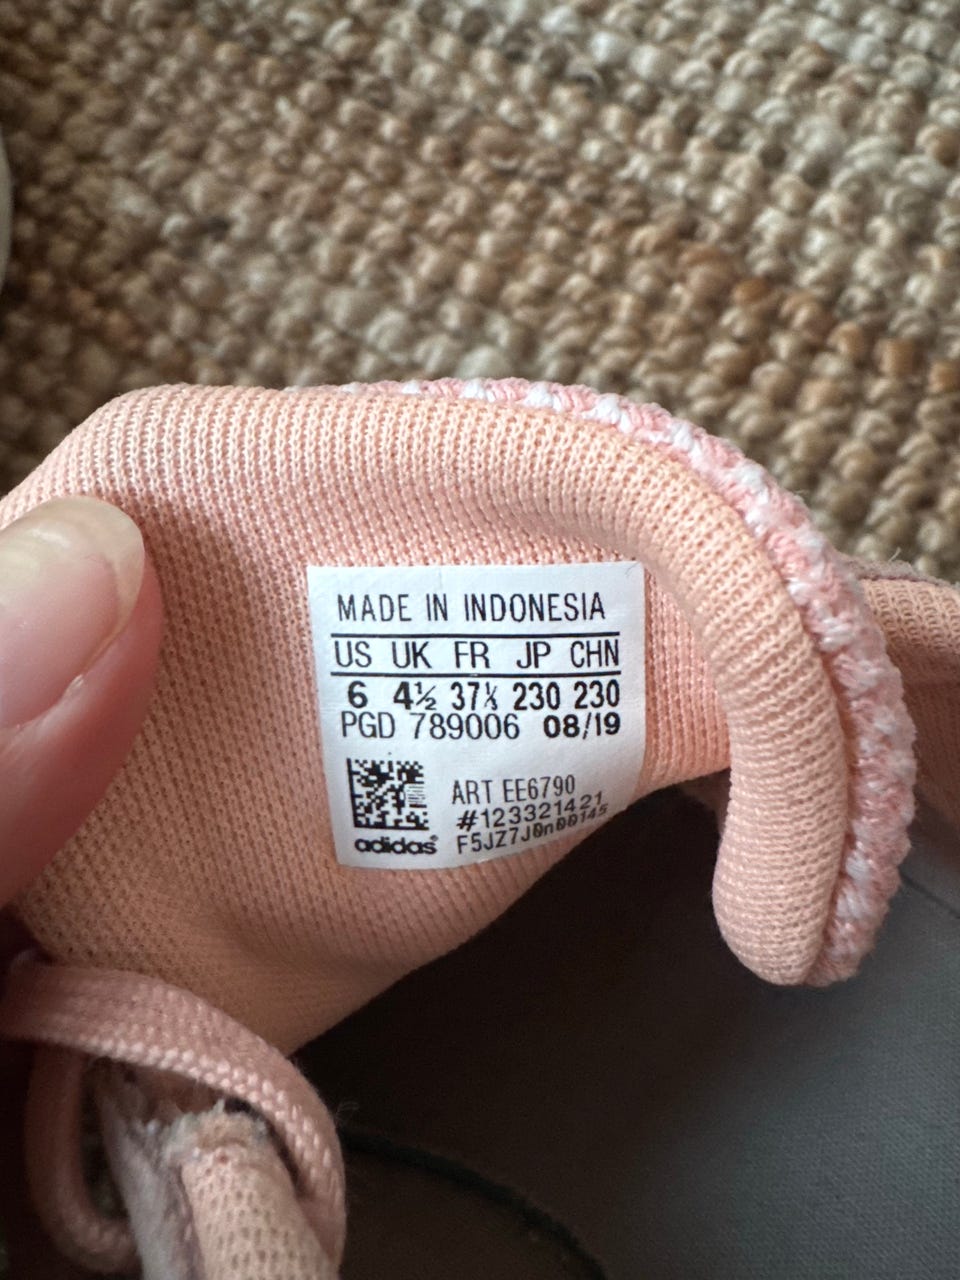 MADE IN INDONESIA
US UK FR JP CHN
6 4½ 37⅓ 230 230
PGD 789006 08/19
ART EE6790
#123321421
F5JZ7J0n00145
adidas®